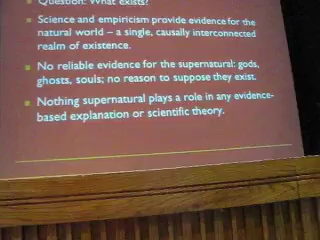 Question: What exists?
Science and empiricism provide evidence for the
natural world – a single, causally interconnected
realm of existence.
No reliable evidence for the supernatural: gods,
ghosts, souls; no reason to suppose they exist.
Nothing supernatural plays a role in any evidence-
based explanation or scientific theory.